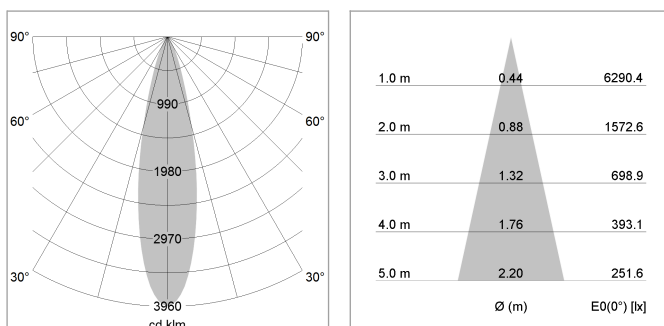 90° 90°
990
60° 60°
1980
2970
30° 30°
3960
cd klm
1.0 m 0.44 6290.4
2.0 m 0.88 1572.6
3.0 m 1.32 698.9
4.0 m 1.76 393.1
5.0 m 2.20 251.6
Ø (m) E0(0°) [lx]